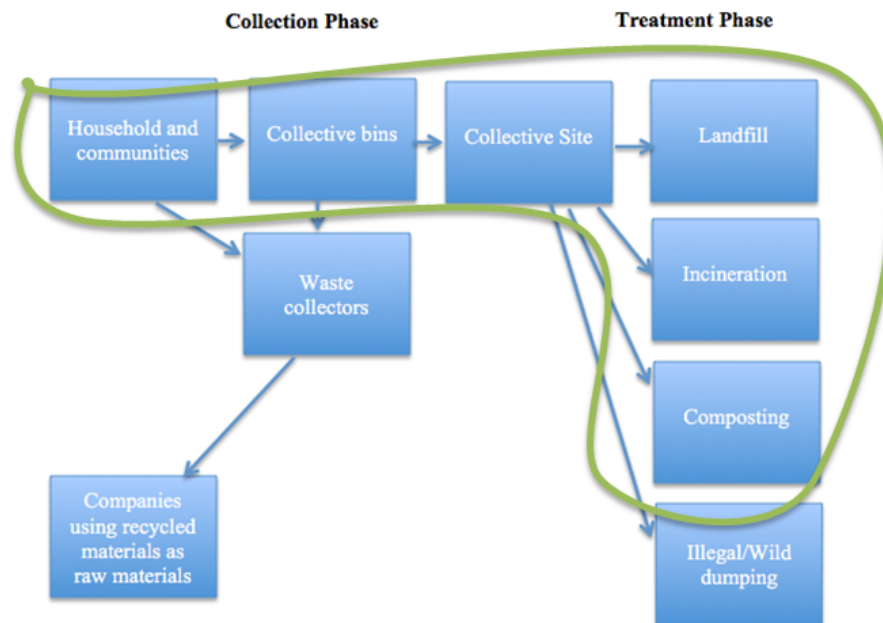 Collection Phase
Treatment Phase
Household and
communities
Collective bins
Collective Site
Landfill
Waste
collectors
Incineration
Composting
Companies
using recycled
materials as
raw materials
Illegal/Wild
dumping